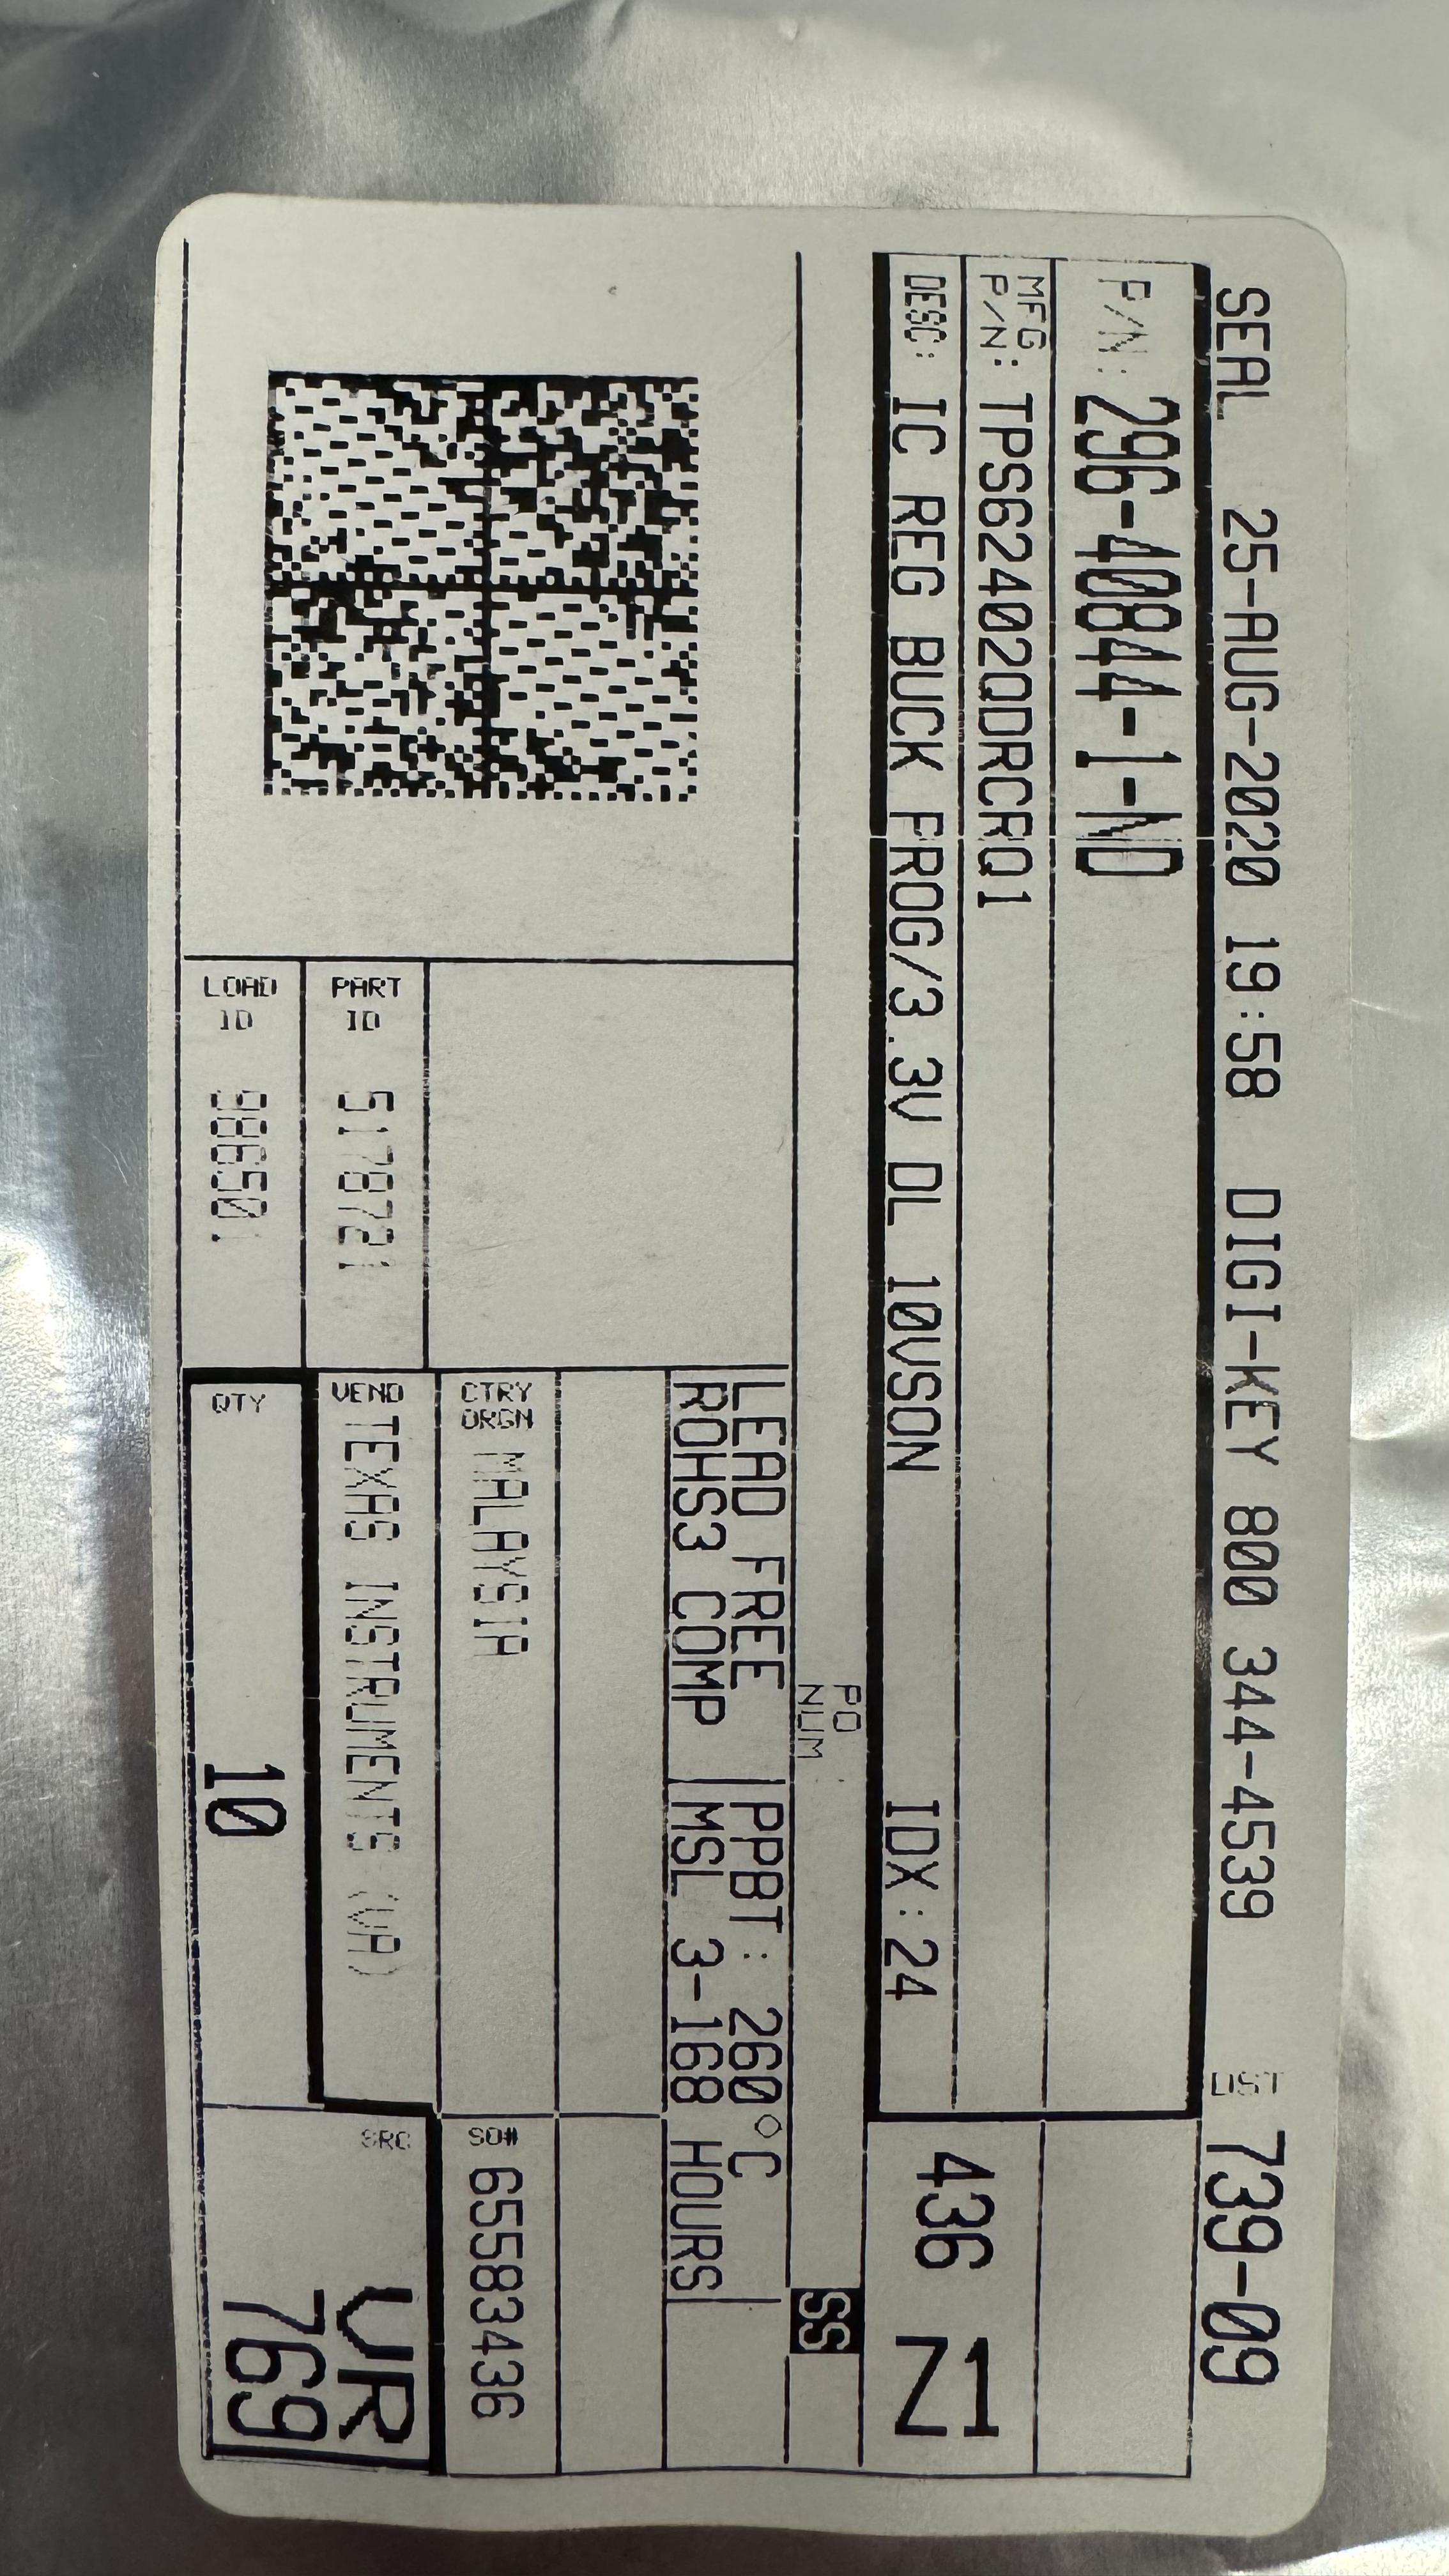 SEAL 25-AUG-2020 19:58 DIGI-KEY 800 344-4539 DST 739-09
P/N: 296-40844-1-ND
MFG P/N: TPS62402QDRCRQ1
DESC: IC REG BUCK PROG/3.3V DL 10VSON IDX:24
436 Z1
PO NUM
SS
LEAD FREE |PPBT: 260°C
ROHS3 COMP |MSL 3-168 HOURS|
CTRY ORGN MALAYSIA
SO# 65583436
PART ID 5178721
VEND TEXAS INSTRUMENTS (VA)
LOAD ID 986501
QTY 10
SRC VR
769